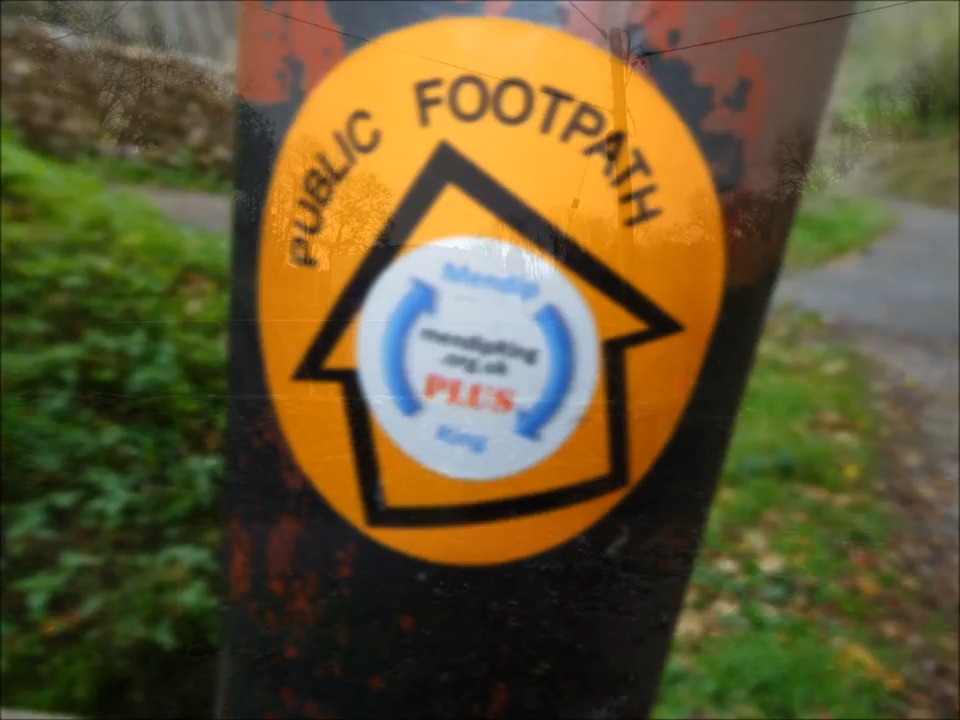 PUBLIC FOOTPATH
Mendip
mendipRing
.org.uk
PLUS
Ring